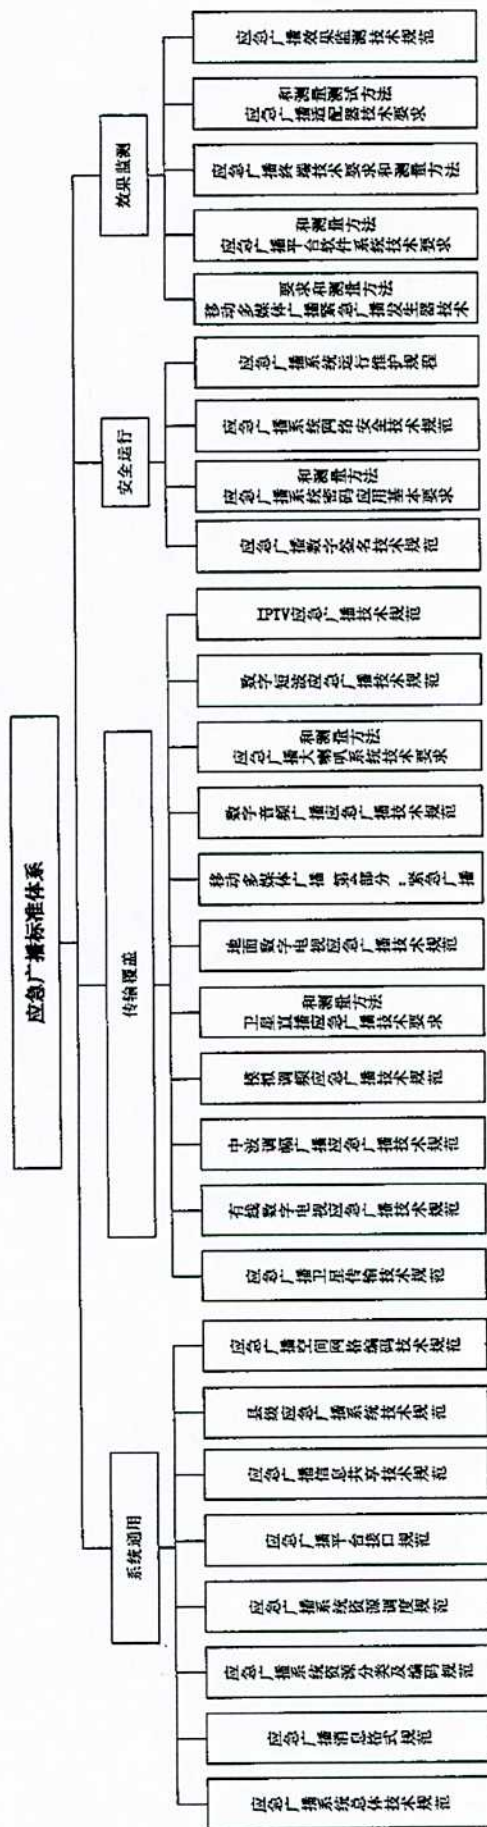 应急广播标准体系
系统通用
传输覆盖
安全运行
效果监测
应急广播系统总体技术规范
应急广播消息格式规范
应急广播系统资源分类及编码规范
应急广播系统资源调度规范
应急广播平台接口规范
应急广播信息共享技术规范
县级应急广播系统技术规范
应急广播空间网格编码技术规范
应急广播卫星传输技术规范
有线数字电视应急广播技术规范
中波调幅广播应急广播技术规范
模拟调频应急广播技术规范
卫星直播应急广播技术要求
和测量方法
地面数字电视应急广播技术规范
移动多媒体广播 第4部分:紧急广播
数字音频广播应急广播技术规范
应急广播大喇叭系统技术要求
和测量方法
数字短波应急广播技术规范
IPTV应急广播技术规范
应急广播数字签名技术规范
应急广播系统密码应用基本要求
和测量方法
应急广播系统网络安全技术规范
应急广播系统运行维护规程
移动多媒体广播紧急广播发生器技术
要求和测量方法
应急广播平台软件系统技术要求
和测量方法
应急广播终端技术要求和测量方法
应急广播适配器技术要求
和测量测试方法
应急广播效果监测技术规范